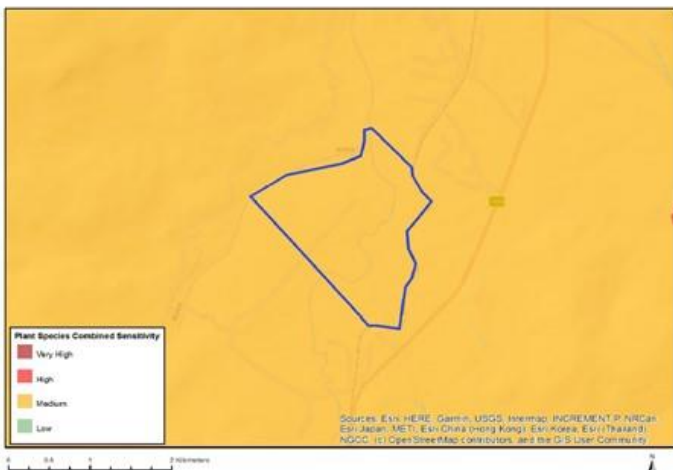 Plant Species Combined Sensitivity
Very High
High
Medium
Low
Sources: Esri, HERE, Garmin, USGS, Intermap, INCREMENT P, NRCan,
Esri Japan, METI, Esri China (Hong Kong), Esri Korea, Esri (Thailand),
NGCC, (c) OpenStreetMap contributors, and the GIS User Community
0 0.5 1 2 Kilometers
N